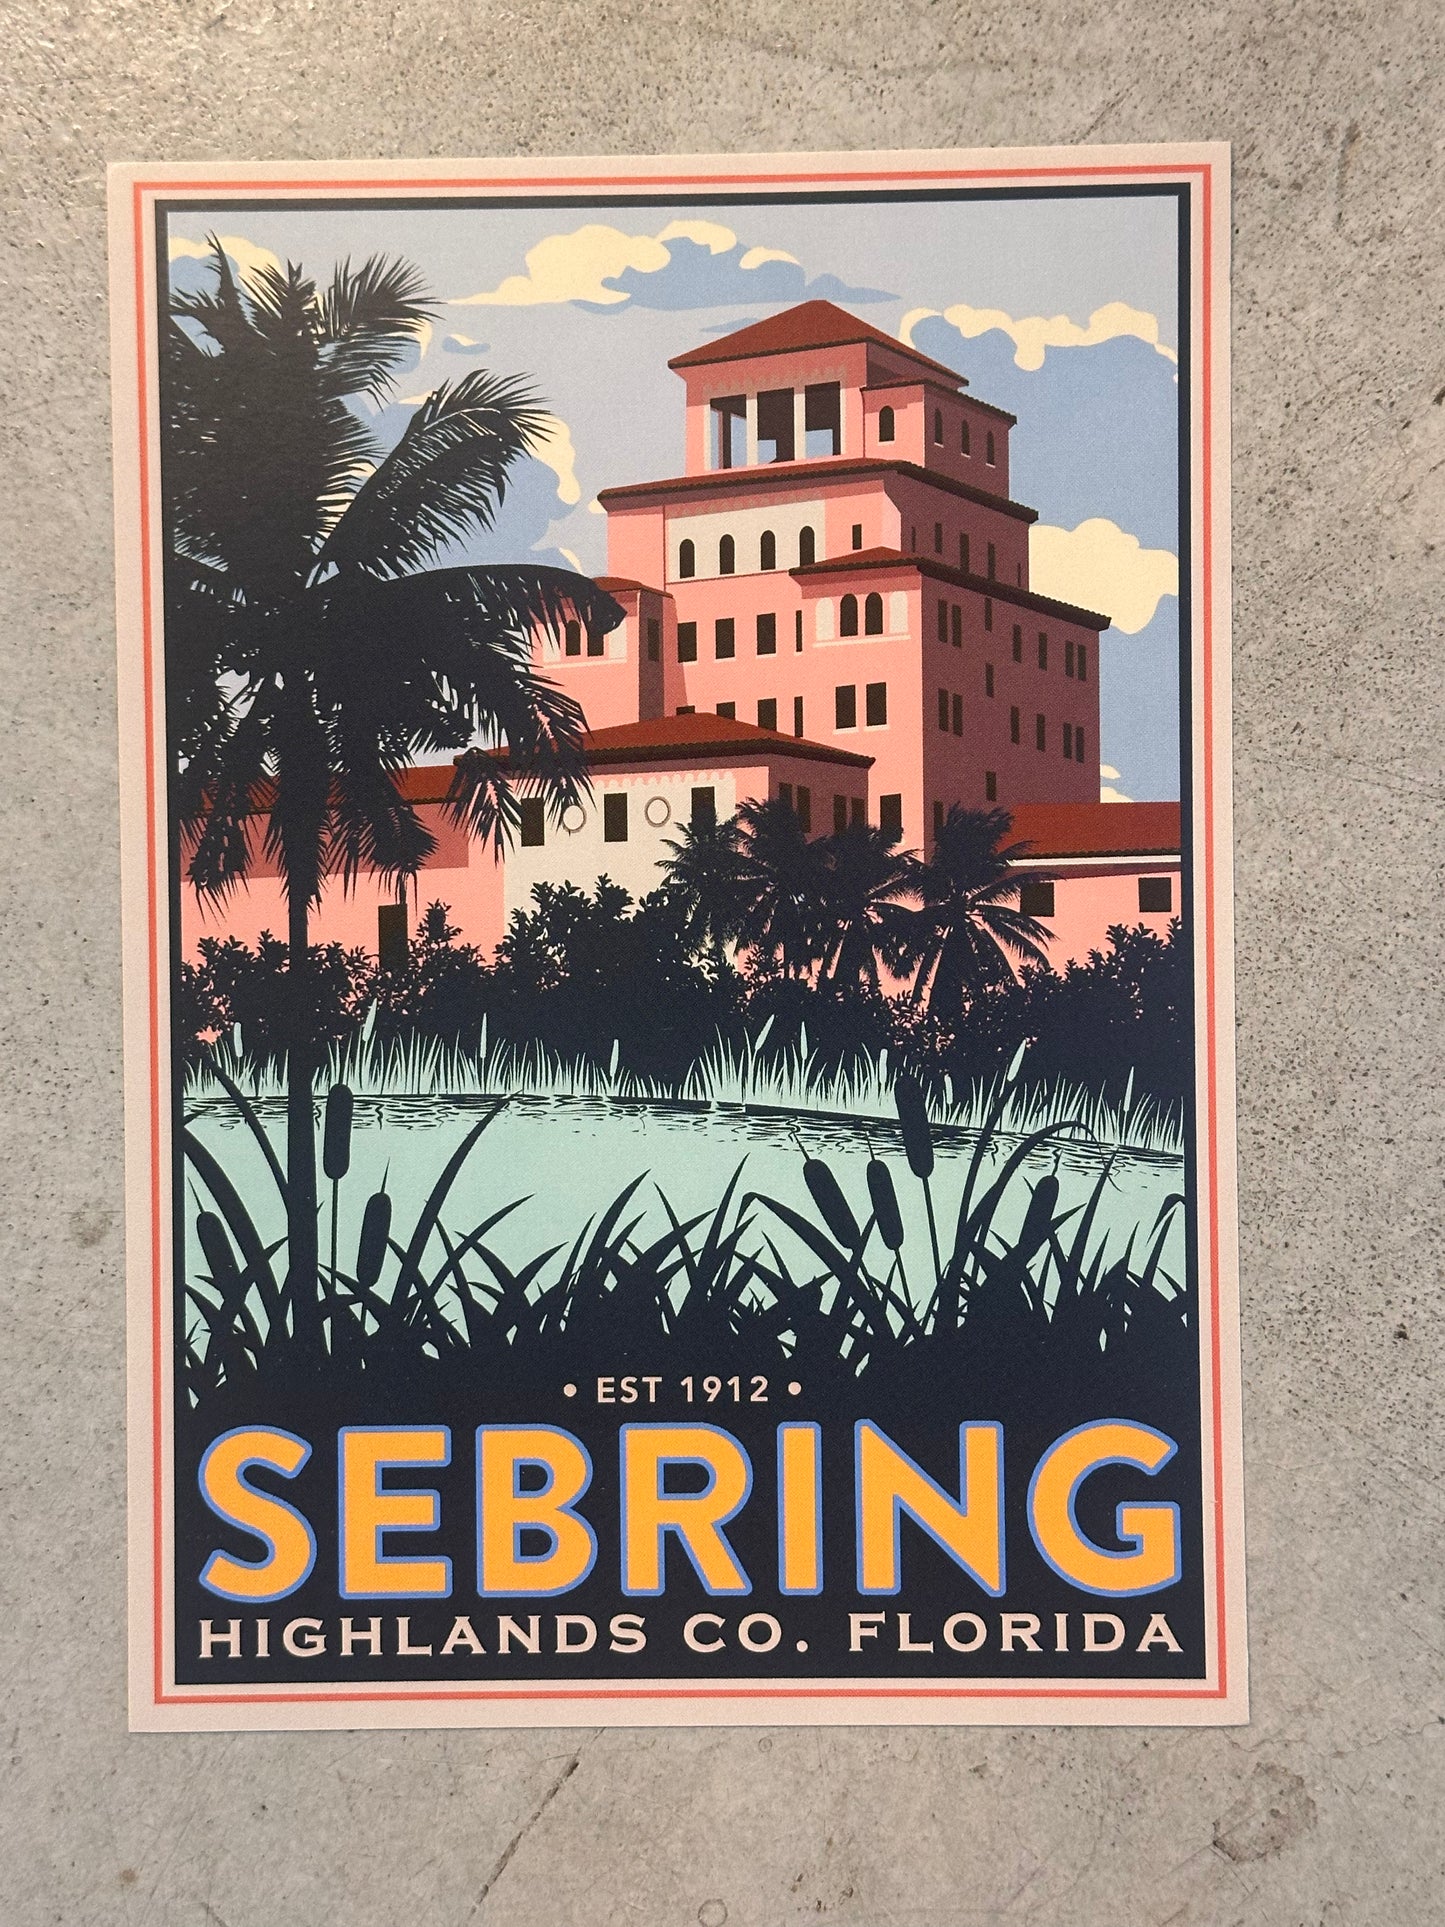 • EST 1912 •
SEBRING
HIGHLANDS CO. FLORIDA